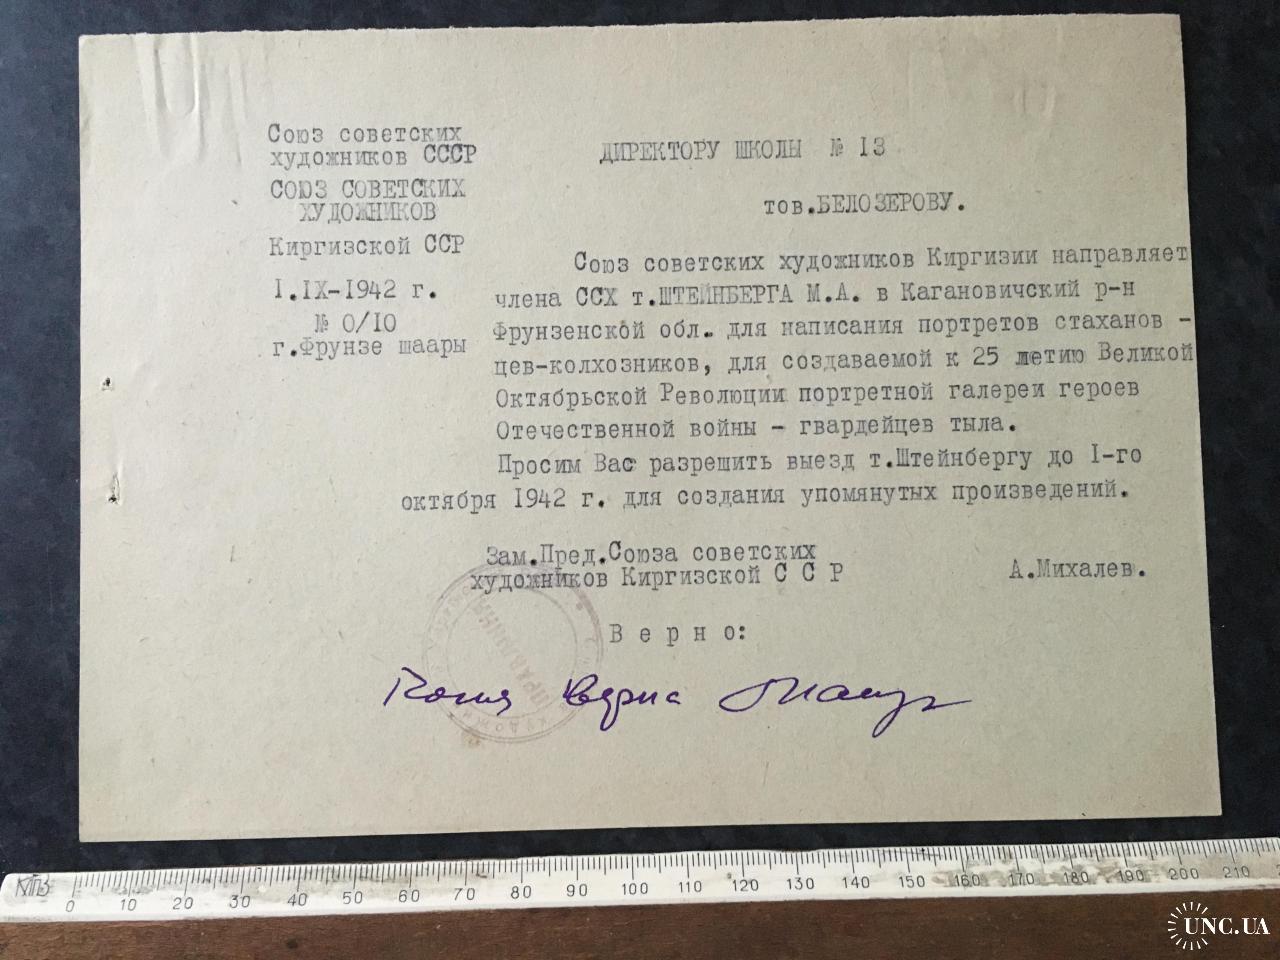 Союз советских
художников СССР
СОЮЗ СОВЕТСКИХ
ХУДОЖНИКОВ
Киргизской ССР
I.IX-1942 г.
№ 0/10
г.Фрунзе шаары
ДИРЕКТОРУ ШКОЛЫ № 13
тов.БЕЛОЗЕРОВУ.
Союз советских художников Киргизии направляет
члена ССХ т.ШТЕЙНБЕРГА М.А. в Кагановичский р-н
Фрунзенской обл. для написания портретов стаханов -
цев-колхозников, для создаваемой к 25 летию Великой
Октябрьской Революции портретной галереи героев
Отечественной войны - гвардейцев тыла.
Просим Вас разрешить выезд т.Штейнбергу до I-го
октября 1942 г. для создания упомянутых произведений.
Зам.Пред.Союза советских
художников Киргизской С С Р
А.Михалев.
В е р н о:
Копия верна
ПРАВЛЕНИЯ
КПЗ
0 10 20 30 40 50 60 70 80 90 100 110 120 130 140 150 160 170 180 190 200 210
UNC.UA